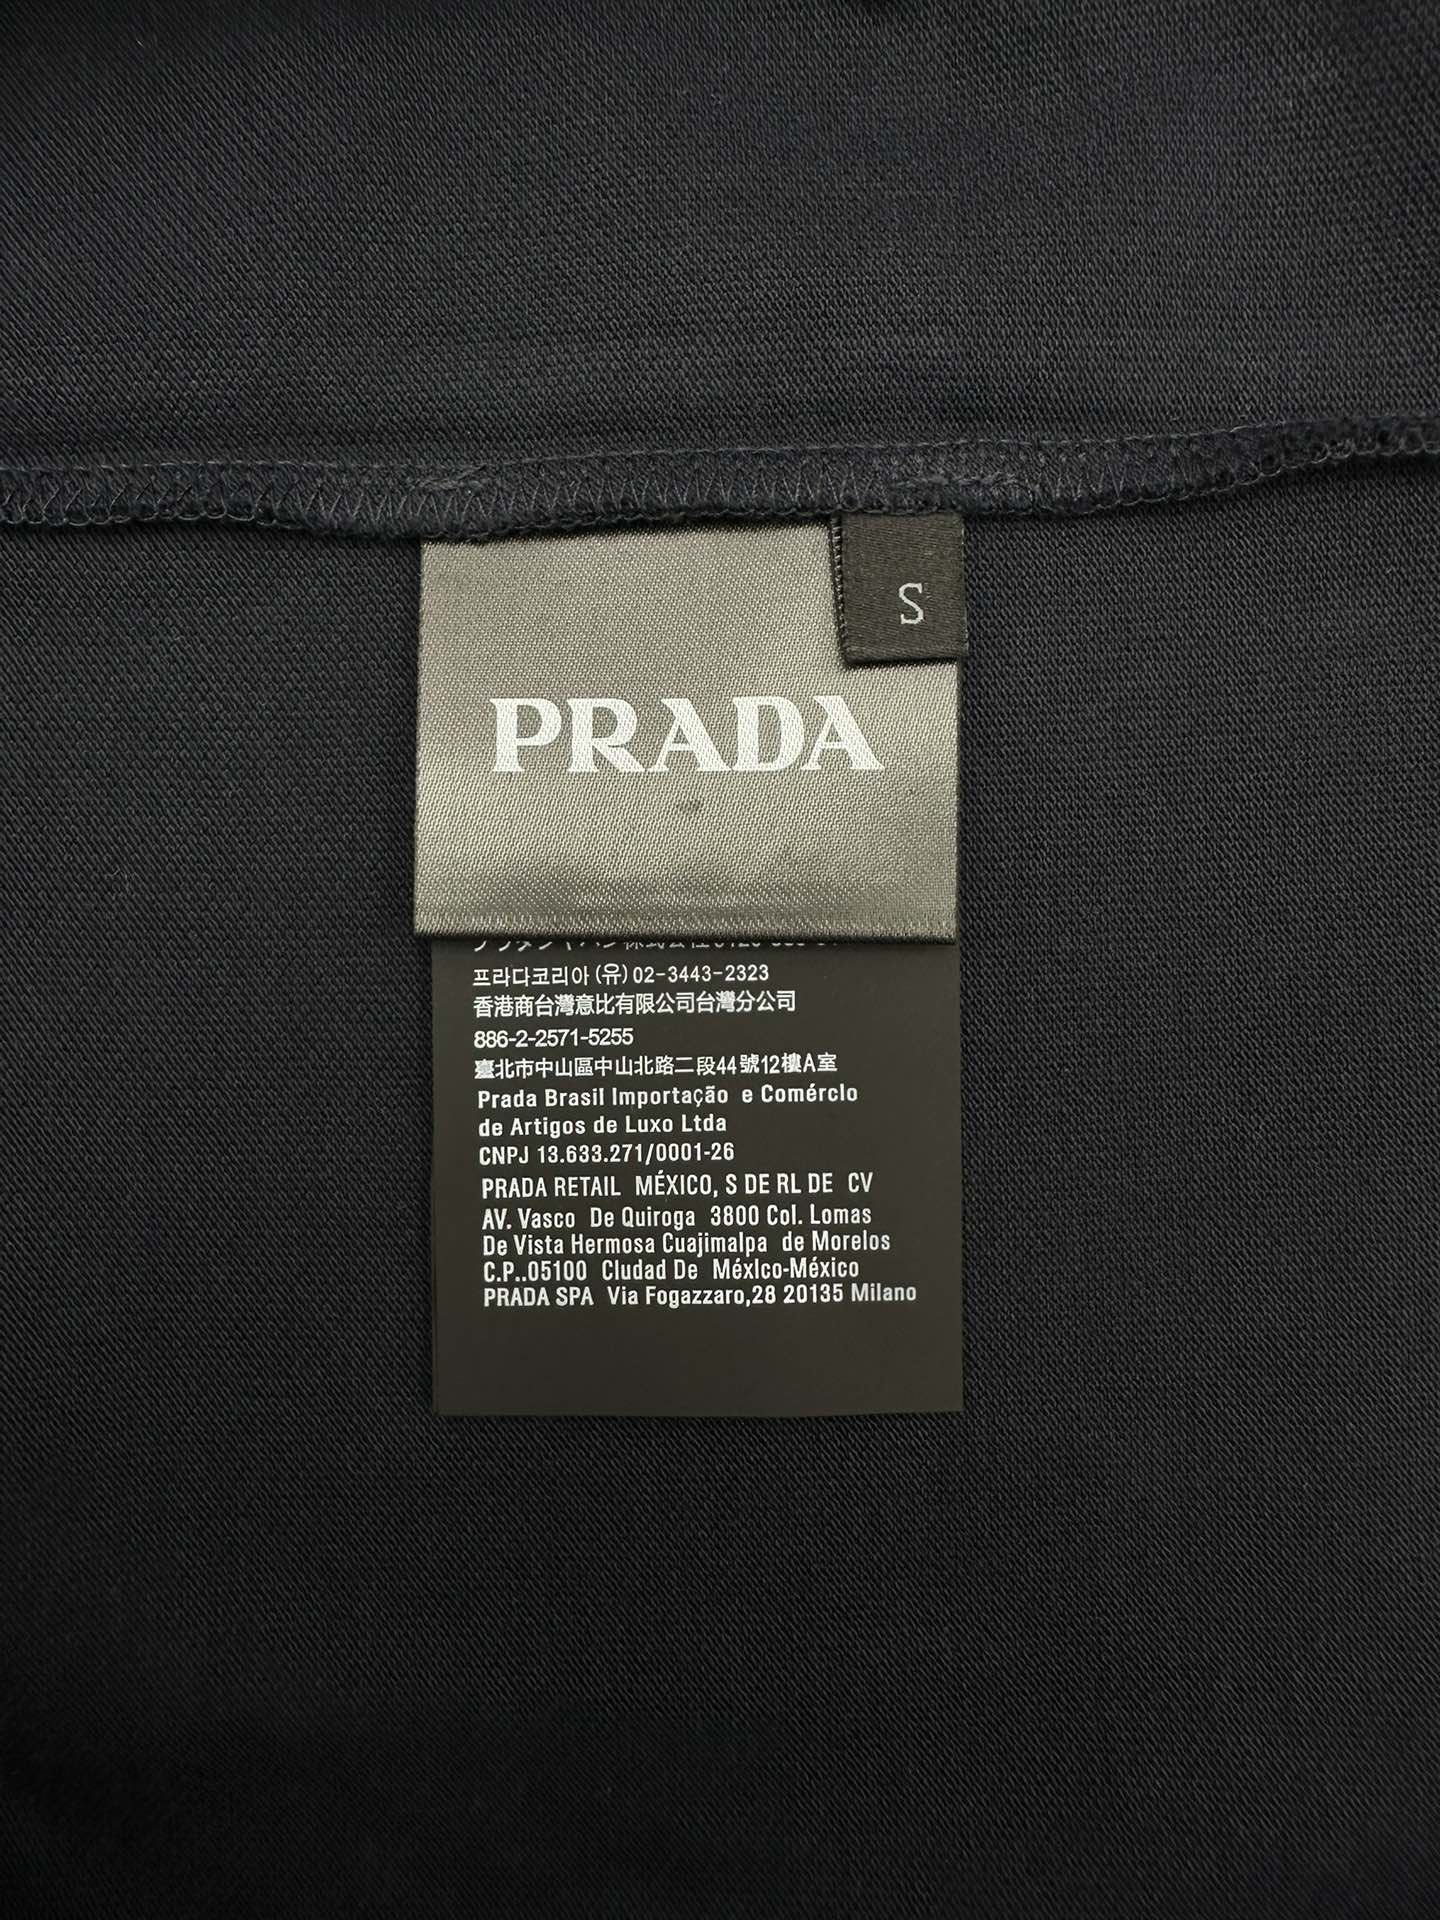 S
PRADA
프라다코리아(유)02-3443-2323
香港商台灣意比有限公司台灣分公司
886-2-2571-5255
臺北市中山區中山北路二段44號12樓A室
Prada Brasil Importação e Comérclo
de Artigos de Luxo Ltda
CNPJ 13.633.271/0001-26
PRADA RETAIL MÉXICO, S DE RL DE CV
AV. Vasco De Quiroga 3800 Col. Lomas
De Vista Hermosa Cuajimalpa de Morelos
C.P..05100 Cludad De MéxIco-México
PRADA SPA Via Fogazzaro,28 20135 Milano